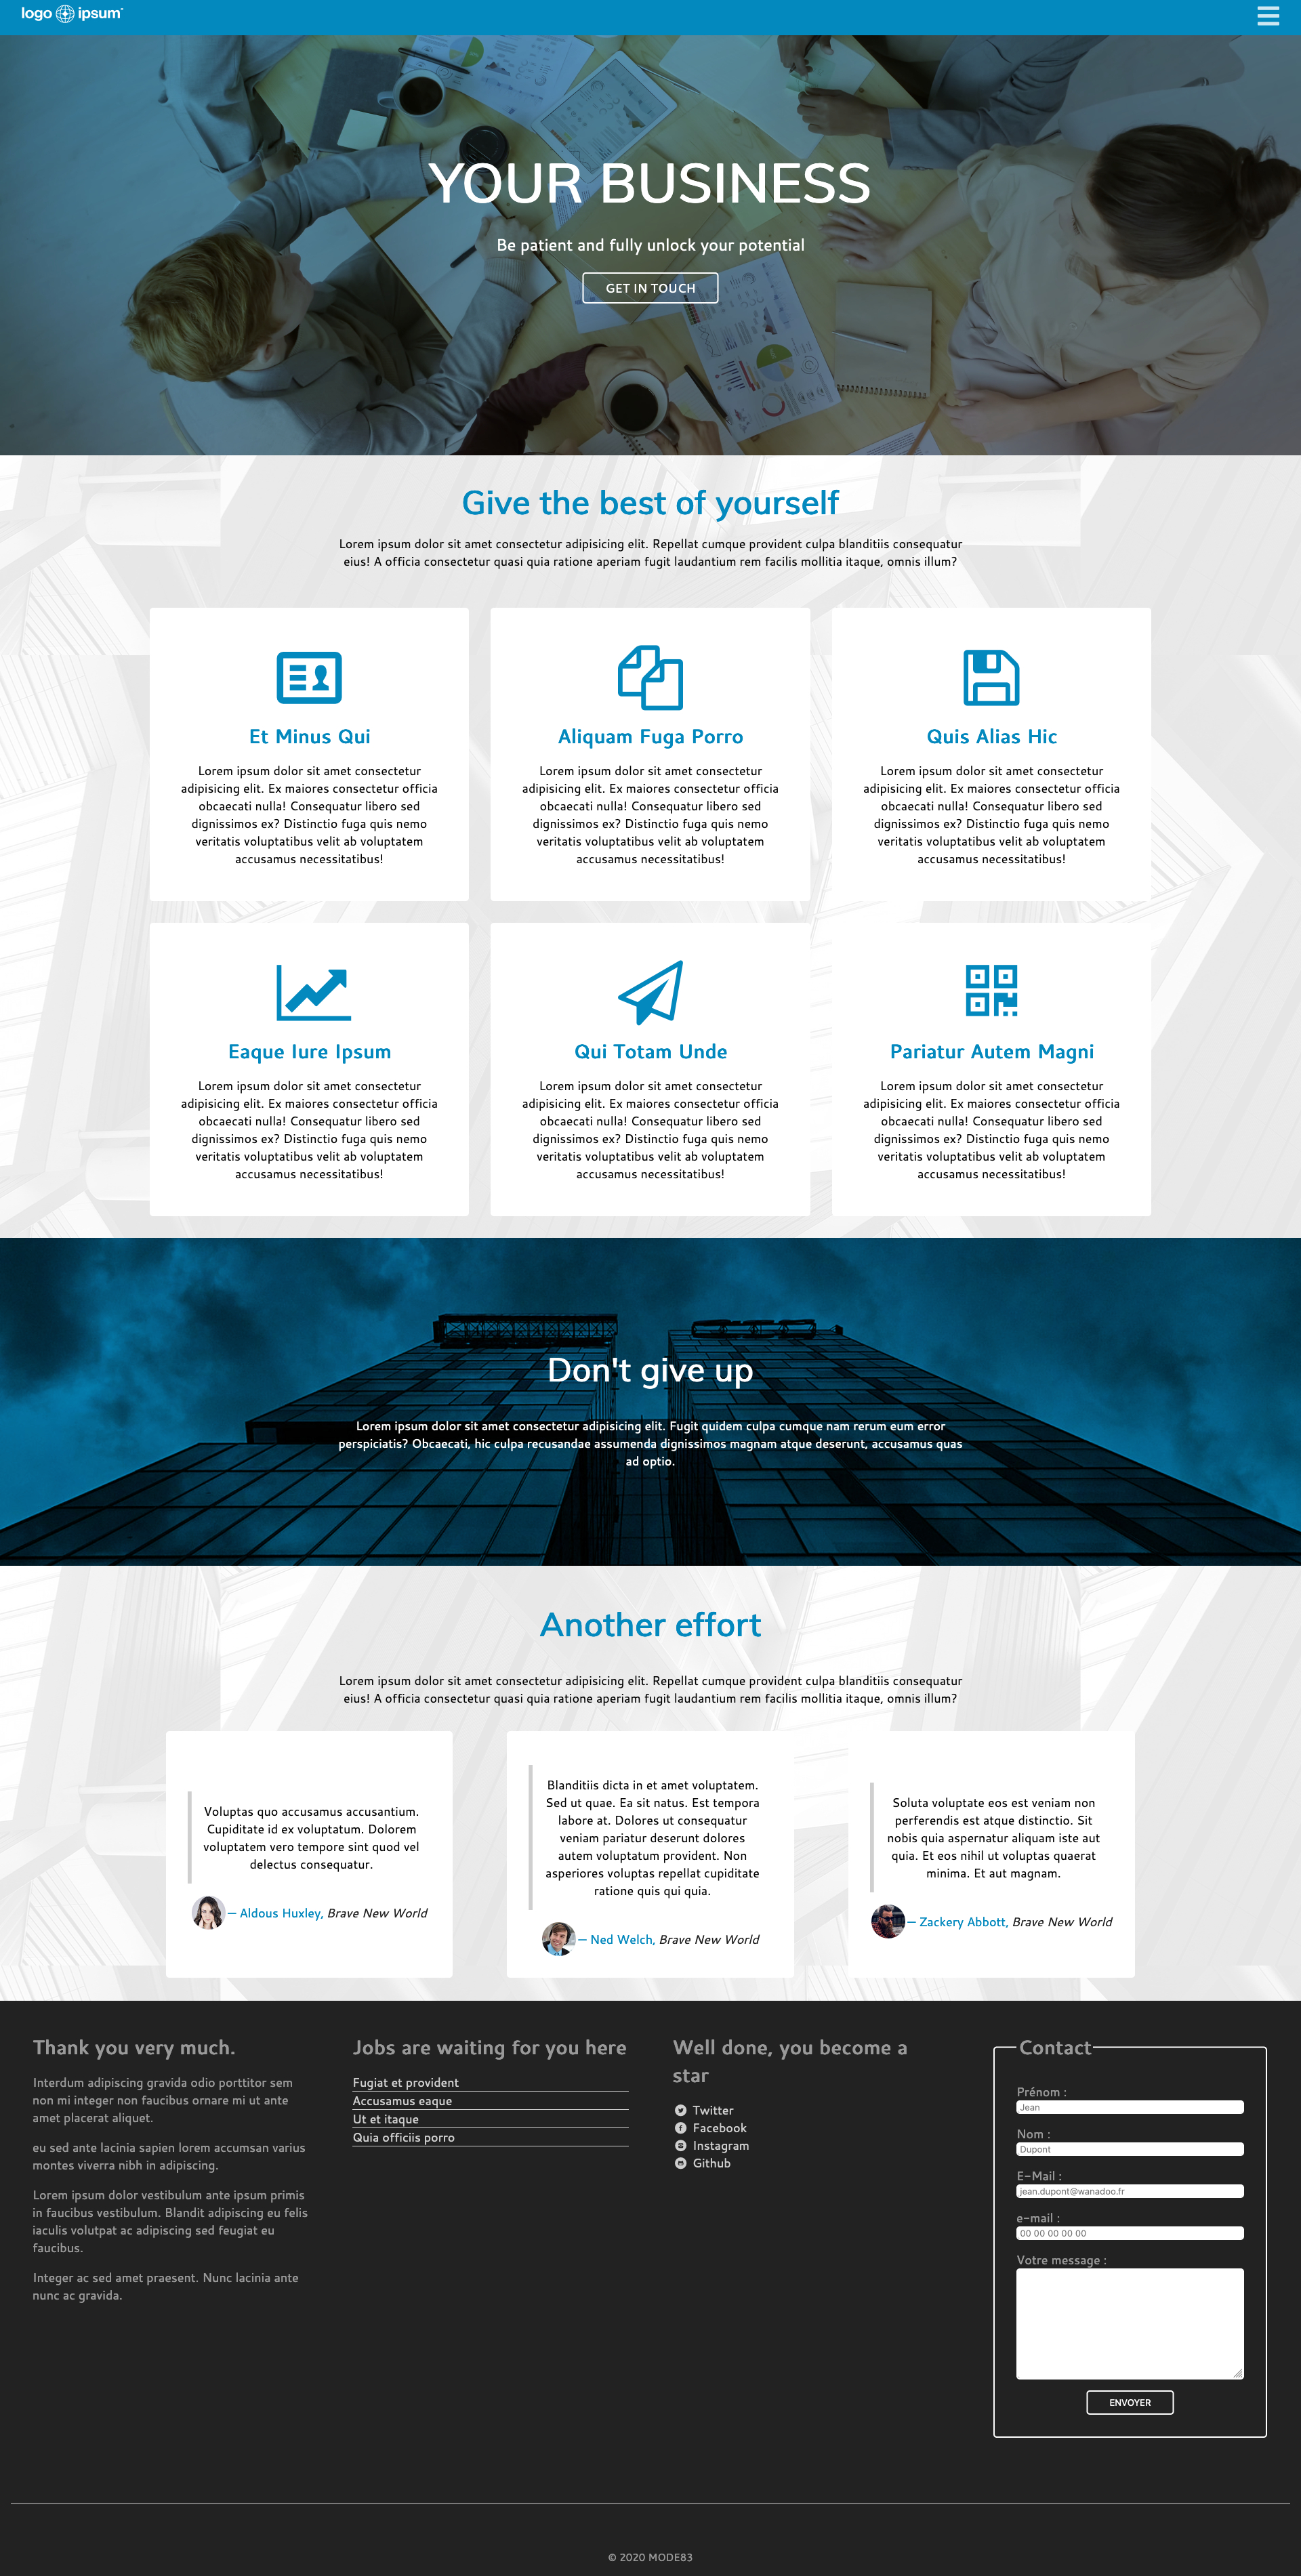 logo ipsum
YOUR BUSINESS
Be patient and fully unlock your potential
GET IN TOUCH
Give the best of yourself
Lorem ipsum dolor sit amet consectetur adipisicing elit. Repellat cumque provident culpa blanditiis consequatur
eius! A officia consectetur quasi quia ratione aperiam fugit laudantium rem facilis mollitia itaque, omnis illum?
Et Minus Qui
Lorem ipsum dolor sit amet consectetur
adipisicing elit. Ex maiores consectetur officia
obcaecati nulla! Consequatur libero sed
dignissimos ex? Distinctio fuga quis nemo
veritatis voluptatibus velit ab voluptatem
accusamus necessitatibus!
Aliquam Fuga Porro
Lorem ipsum dolor sit amet consectetur
adipisicing elit. Ex maiores consectetur officia
obcaecati nulla! Consequatur libero sed
dignissimos ex? Distinctio fuga quis nemo
veritatis voluptatibus velit ab voluptatem
accusamus necessitatibus!
Quis Alias Hic
Lorem ipsum dolor sit amet consectetur
adipisicing elit. Ex maiores consectetur officia
obcaecati nulla! Consequatur libero sed
dignissimos ex? Distinctio fuga quis nemo
veritatis voluptatibus velit ab voluptatem
accusamus necessitatibus!
Eaque Iure Ipsum
Lorem ipsum dolor sit amet consectetur
adipisicing elit. Ex maiores consectetur officia
obcaecati nulla! Consequatur libero sed
dignissimos ex? Distinctio fuga quis nemo
veritatis voluptatibus velit ab voluptatem
accusamus necessitatibus!
Qui Totam Unde
Lorem ipsum dolor sit amet consectetur
adipisicing elit. Ex maiores consectetur officia
obcaecati nulla! Consequatur libero sed
dignissimos ex? Distinctio fuga quis nemo
veritatis voluptatibus velit ab voluptatem
accusamus necessitatibus!
Pariatur Autem Magni
Lorem ipsum dolor sit amet consectetur
adipisicing elit. Ex maiores consectetur officia
obcaecati nulla! Consequatur libero sed
dignissimos ex? Distinctio fuga quis nemo
veritatis voluptatibus velit ab voluptatem
accusamus necessitatibus!
Don't give up
Lorem ipsum dolor sit amet consectetur adipisicing elit. Fugit quidem culpa cumque nam rerum eum error
perspiciatis? Obcaecati, hic culpa recusandae assumenda dignissimos magnam atque deserunt, accusamus quas
ad optio.
Another effort
Lorem ipsum dolor sit amet consectetur adipisicing elit. Repellat cumque provident culpa blanditiis consequatur
eius! A officia consectetur quasi quia ratione aperiam fugit laudantium rem facilis mollitia itaque, omnis illum?
Voluptas quo accusamus accusantium.
Cupiditate id ex voluptatum. Dolorem
voluptatem vero tempore sint quod vel
delectus consequatur.
— Aldous Huxley, Brave New World
Blanditiis dicta in et amet voluptatem.
Sed ut quae. Ea sit natus. Est tempora
labore at. Dolores ut consequatur
veniam pariatur deserunt dolores
autem voluptatum provident. Non
asperiores voluptas repellat cupiditate
ratione quis qui quia.
— Ned Welch, Brave New World
Soluta voluptate eos est veniam non
perferendis est atque distinctio. Sit
nobis quia aspernatur aliquam iste aut
quia. Et eos nihil ut voluptas quaerat
minima. Et aut magnam.
— Zackery Abbott, Brave New World
Thank you very much.
Interdum adipiscing gravida odio porttitor sem
non mi integer non faucibus ornare mi ut ante
amet placerat aliquet.
eu sed ante lacinia sapien lorem accumsan varius
montes viverra nibh in adipiscing.
Lorem ipsum dolor vestibulum ante ipsum primis
in faucibus vestibulum. Blandit adipiscing eu felis
iaculis volutpat ac adipiscing sed feugiat eu
faucibus.
Integer ac sed amet praesent. Nunc lacinia ante
nunc ac gravida.
Jobs are waiting for you here
Fugiat et provident
Accusamus eaque
Ut et itaque
Quia officiis porro
Well done, you become a
star
Twitter
Facebook
Instagram
Github
Contact
Prénom :
Jean
Nom :
Dupont
E-Mail :
jean.dupont@wanadoo.fr
e-mail :
00 00 00 00 00
Votre message :
ENVOYER
© 2020 MODE83